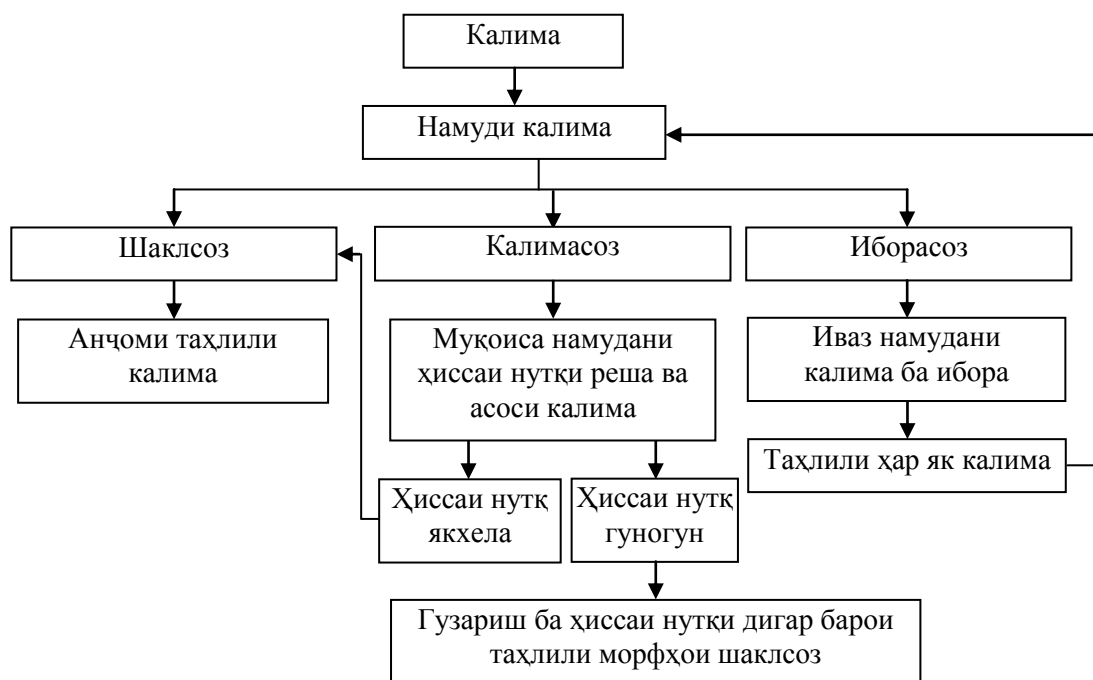 Калима
Намуди калима
Шаклсоз
Калимасоз
Иборасоз
Анҷоми таҳлили
калима
Муқоиса намудани
ҳиссаи нутқи реша ва
асоси калима
Иваз намудани
калима ба ибора
Таҳлили ҳар як калима
Ҳиссаи нутқ
якхела
Ҳиссаи нутқ
гуногун
Гузариш ба ҳиссаи нутқи дигар барои
таҳлили морфҳои шаклсоз